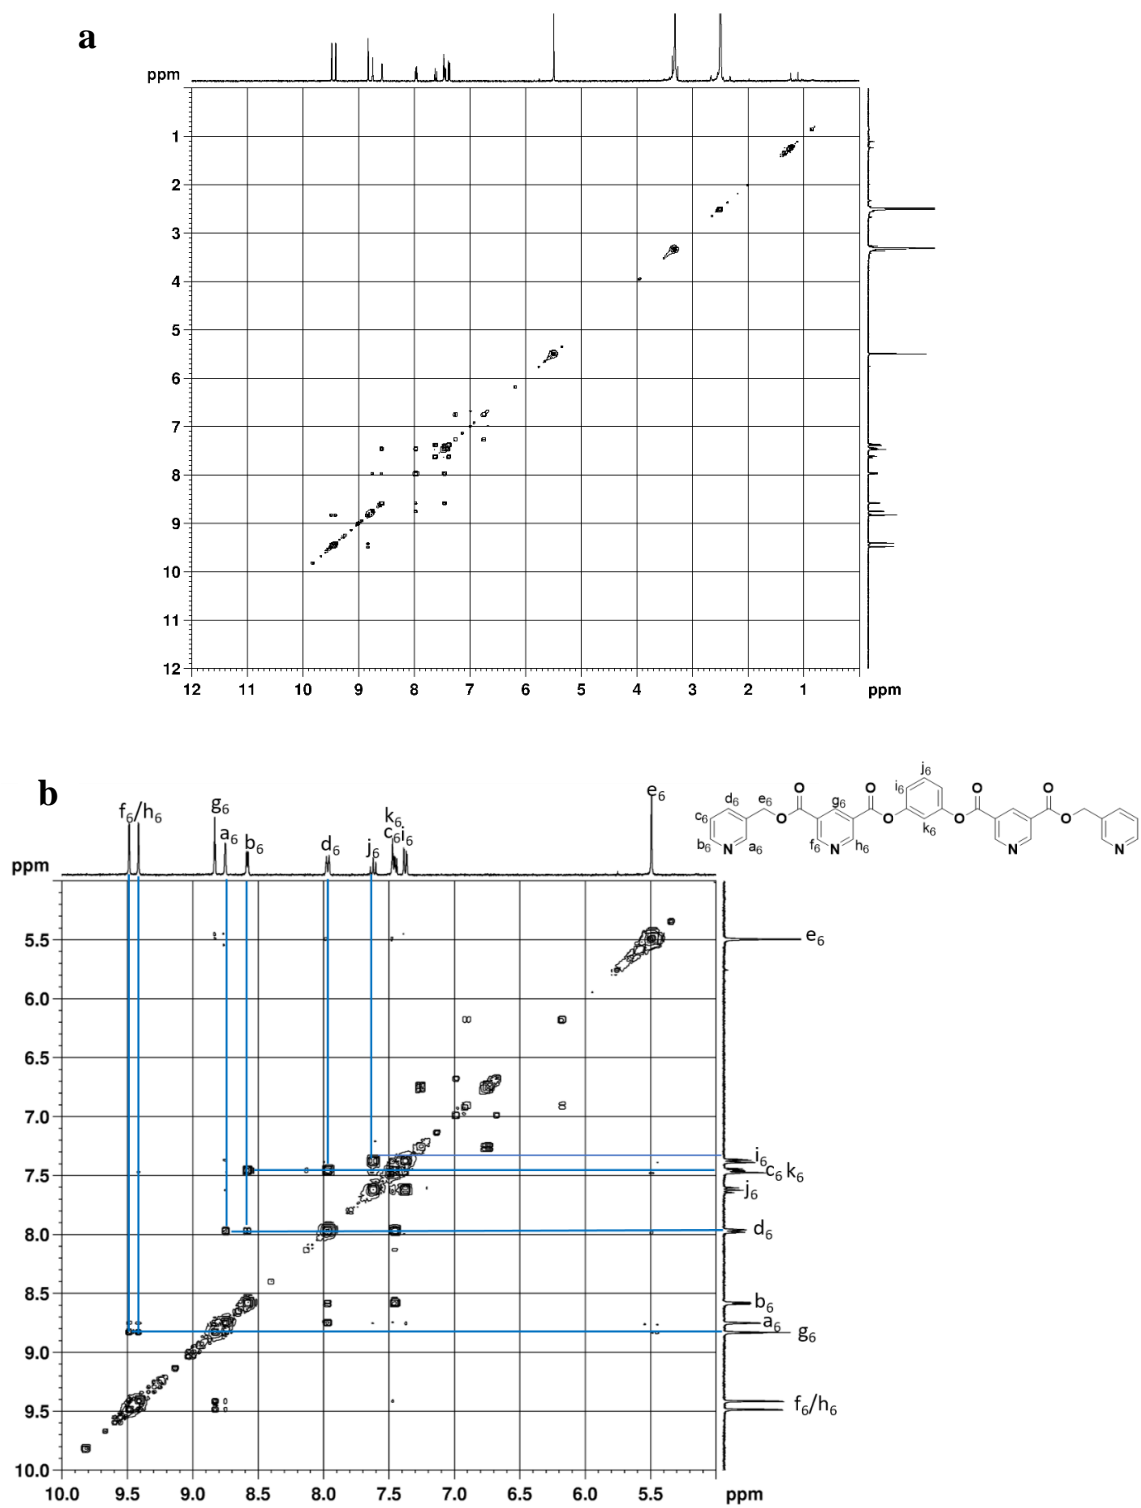 a
ppm
1
2
3
4
5
6
7
8
9
10
11
12
12 11 10 9 8 7 6 5 4 3 2 1 ppm
b
f6/h6 g6 a6 b6 d6 j6 k6 c6 i6 e6
ppm
j6
i6
k6
d6 e6 O g6 O O O
c6 O O O O
b6 N a6 f6 N h6 N N
5.5
6.0
6.5
7.0
7.5
8.0
8.5
9.0
9.5
10.0
e6
i6
c6 k6
j6
d6
b6
a6
g6
f6/h6
10.0 9.5 9.0 8.5 8.0 7.5 7.0 6.5 6.0 5.5 ppm